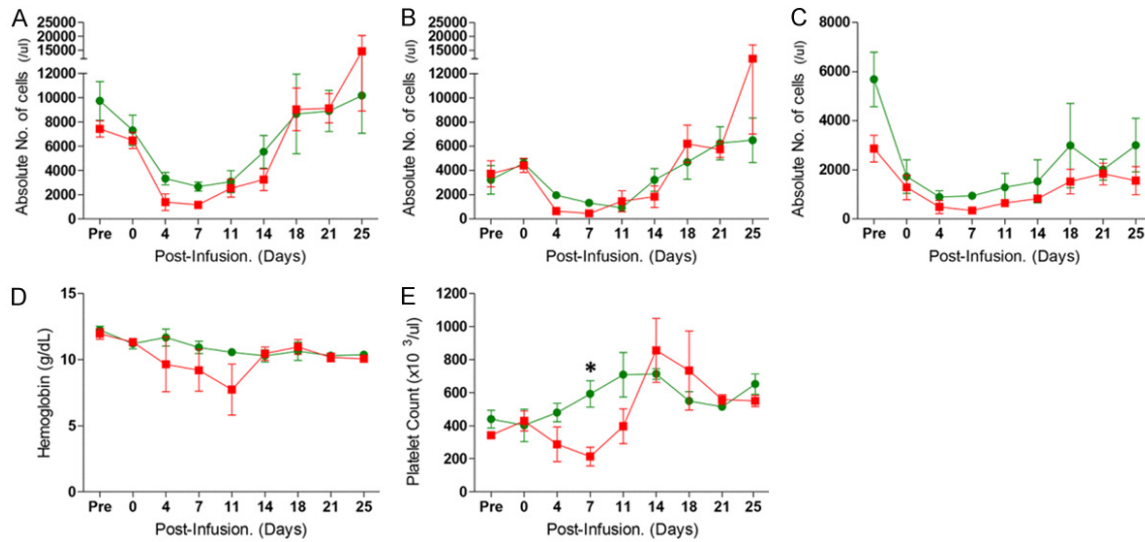 A
Absolute No. of cells (/ul)
25000
20000
15000
10000
12000
10000
8000
6000
4000
2000
0
Pre 0 4 7 11 14 18 21 25
Post-Infusion. (Days)
B
Absolute No. of cells (/ul)
25000
20000
15000
10000
12000
10000
8000
6000
4000
2000
0
Pre 0 4 7 11 14 18 21 25
Post-Infusion. (Days)
C
Absolute No. of cells (/ul)
8000
6000
4000
2000
0
Pre 0 4 7 11 14 18 21 25
Post-Infusion. (Days)
D
Hemoglobin (g/dL)
15
10
5
0
Pre 0 4 7 11 14 18 21 25
Post-Infusion. (Days)
E
Platelet Count (x10 3/ul)
1200
1000
800
600
400
200
0
*
Pre 0 4 7 11 14 18 21 25
Post-Infusion. (Days)